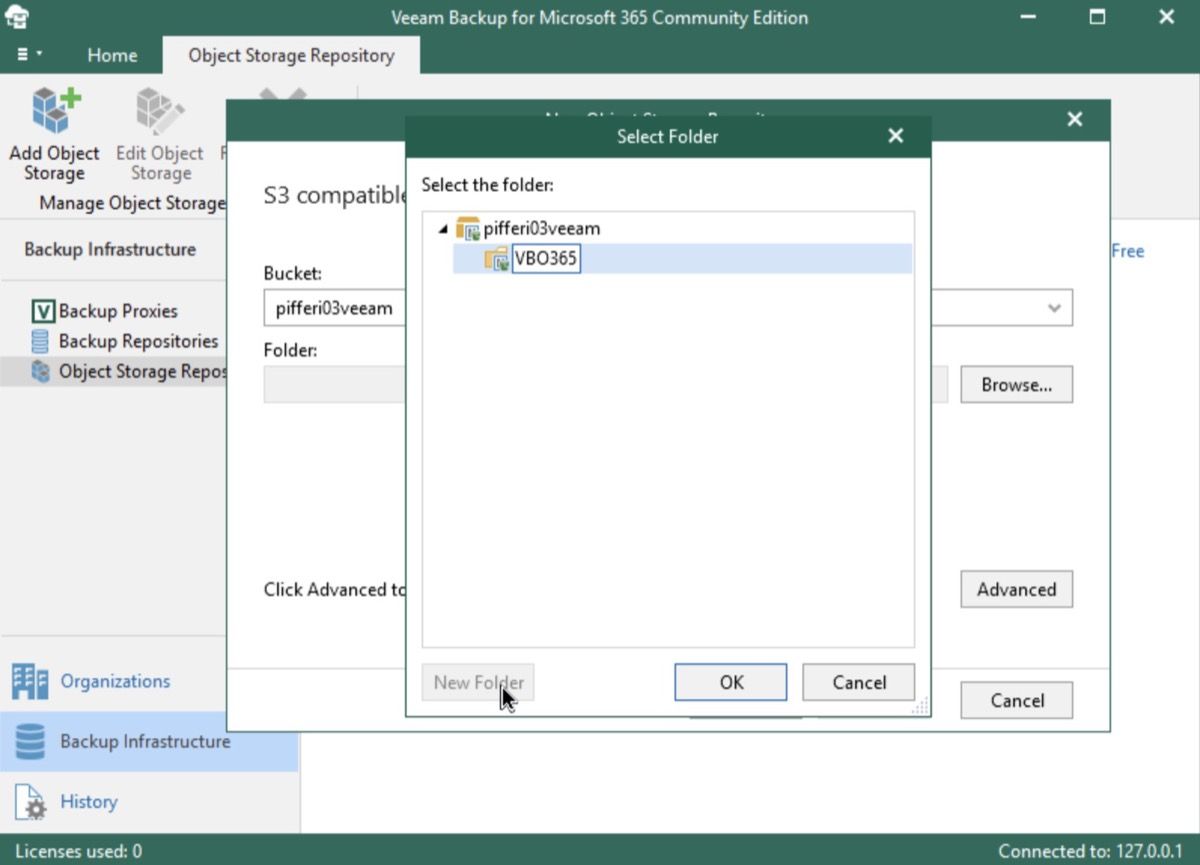 Veeam Backup for Microsoft 365 Community Edition
Home
Object Storage Repository
Add Object
Storage
Edit Object
Storage
Manage Object Storage
Backup Infrastructure
Backup Proxies
Backup Repositories
Object Storage Repos
Organizations
Backup Infrastructure
History
S3 compatible
Bucket:
pifferi03veeam
Folder:
Browse...
Click Advanced to
Advanced
Cancel
Select Folder
Select the folder:
pifferi03veeam
VBO365
New Folder
OK
Cancel
Free
Licenses used: 0
Connected to: 127.0.0.1